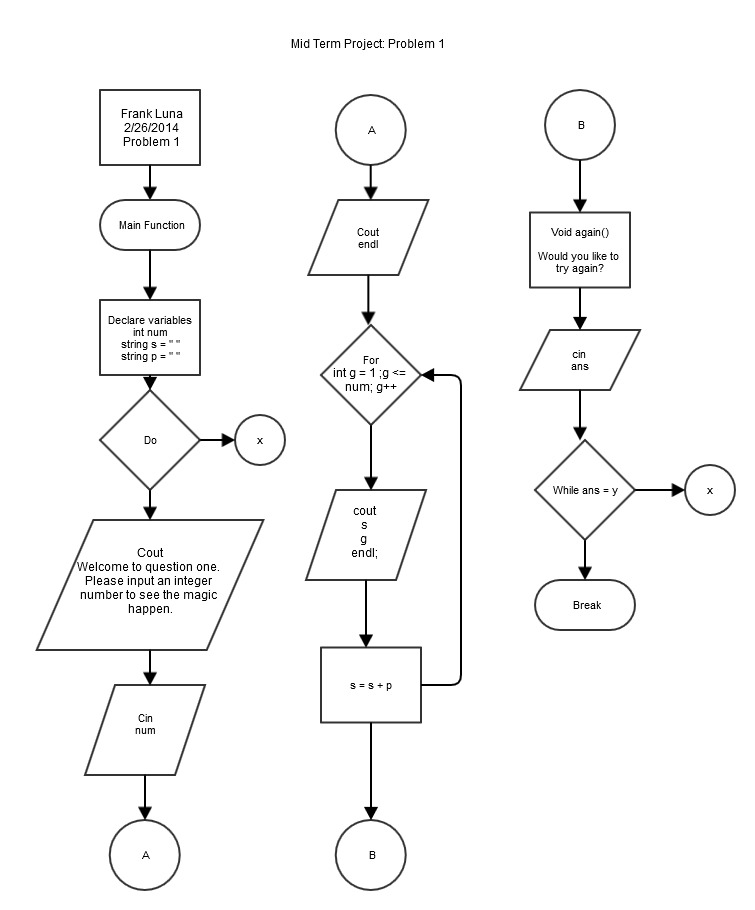 Mid Term Project: Problem 1
Frank Luna
2/26/2014
Problem 1
Main Function
Declare variables
int num
string s = " "
string p = " "
Do
x
Cout
Welcome to question one.
Please input an integer
number to see the magic
happen.
Cin
num
A
A
Cout
endl
For
int g = 1 ;g <=
num; g++
cout
s
g
endl;
s = s + p
B
B
Void again()
Would you like to
try again?
cin
ans
While ans = y
x
Break